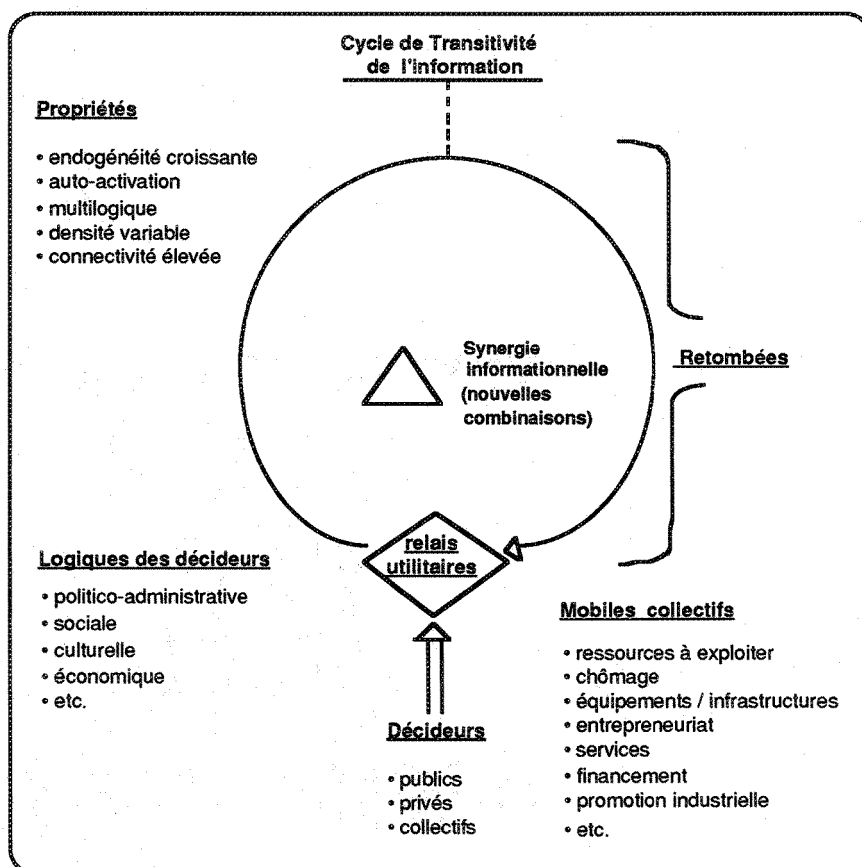 Cycle de Transitivité
de l'information
Propriétés
• endogénéité croissante
• auto-activation
• multilogique
• densité variable
• connectivité élevée
Synergie
informationnelle
(nouvelles
combinaisons)
Retombées
relais
utilitaires
Logiques des décideurs
• politico-administrative
• sociale
• culturelle
• économique
• etc.
Décideurs
• publics
• privés
• collectifs
Mobiles collectifs
• ressources à exploiter
• chômage
• équipements / infrastructures
• entrepreneuriat
• services
• financement
• promotion industrielle
• etc.